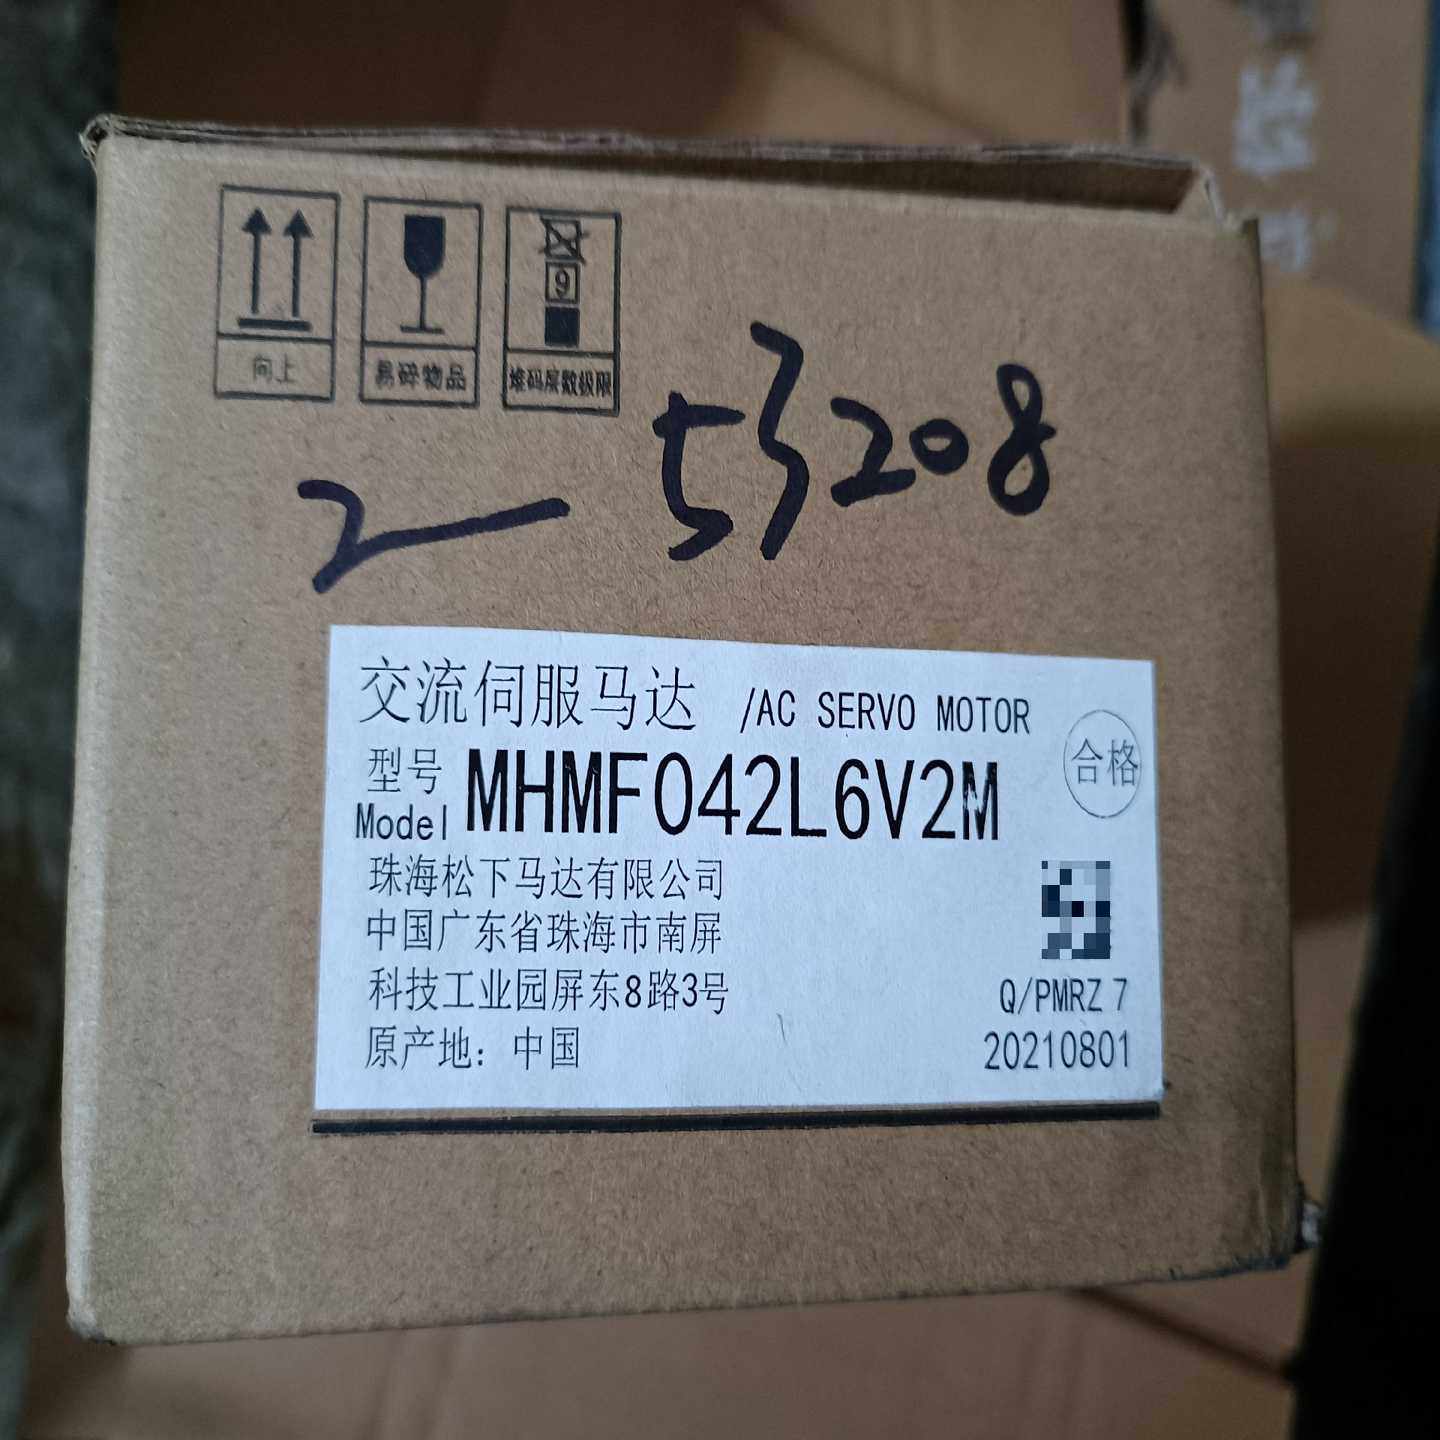 向上
易碎物品
9
堆码层数极限
2 — 53208
交流伺服马达 /AC SERVO MOTOR
型号
Model MHMF042L6V2M
合格
珠海松下马达有限公司
中国广东省珠海市南屏
科技工业园屏东8路3号
原产地：中国
Q/PMRZ 7
20210801